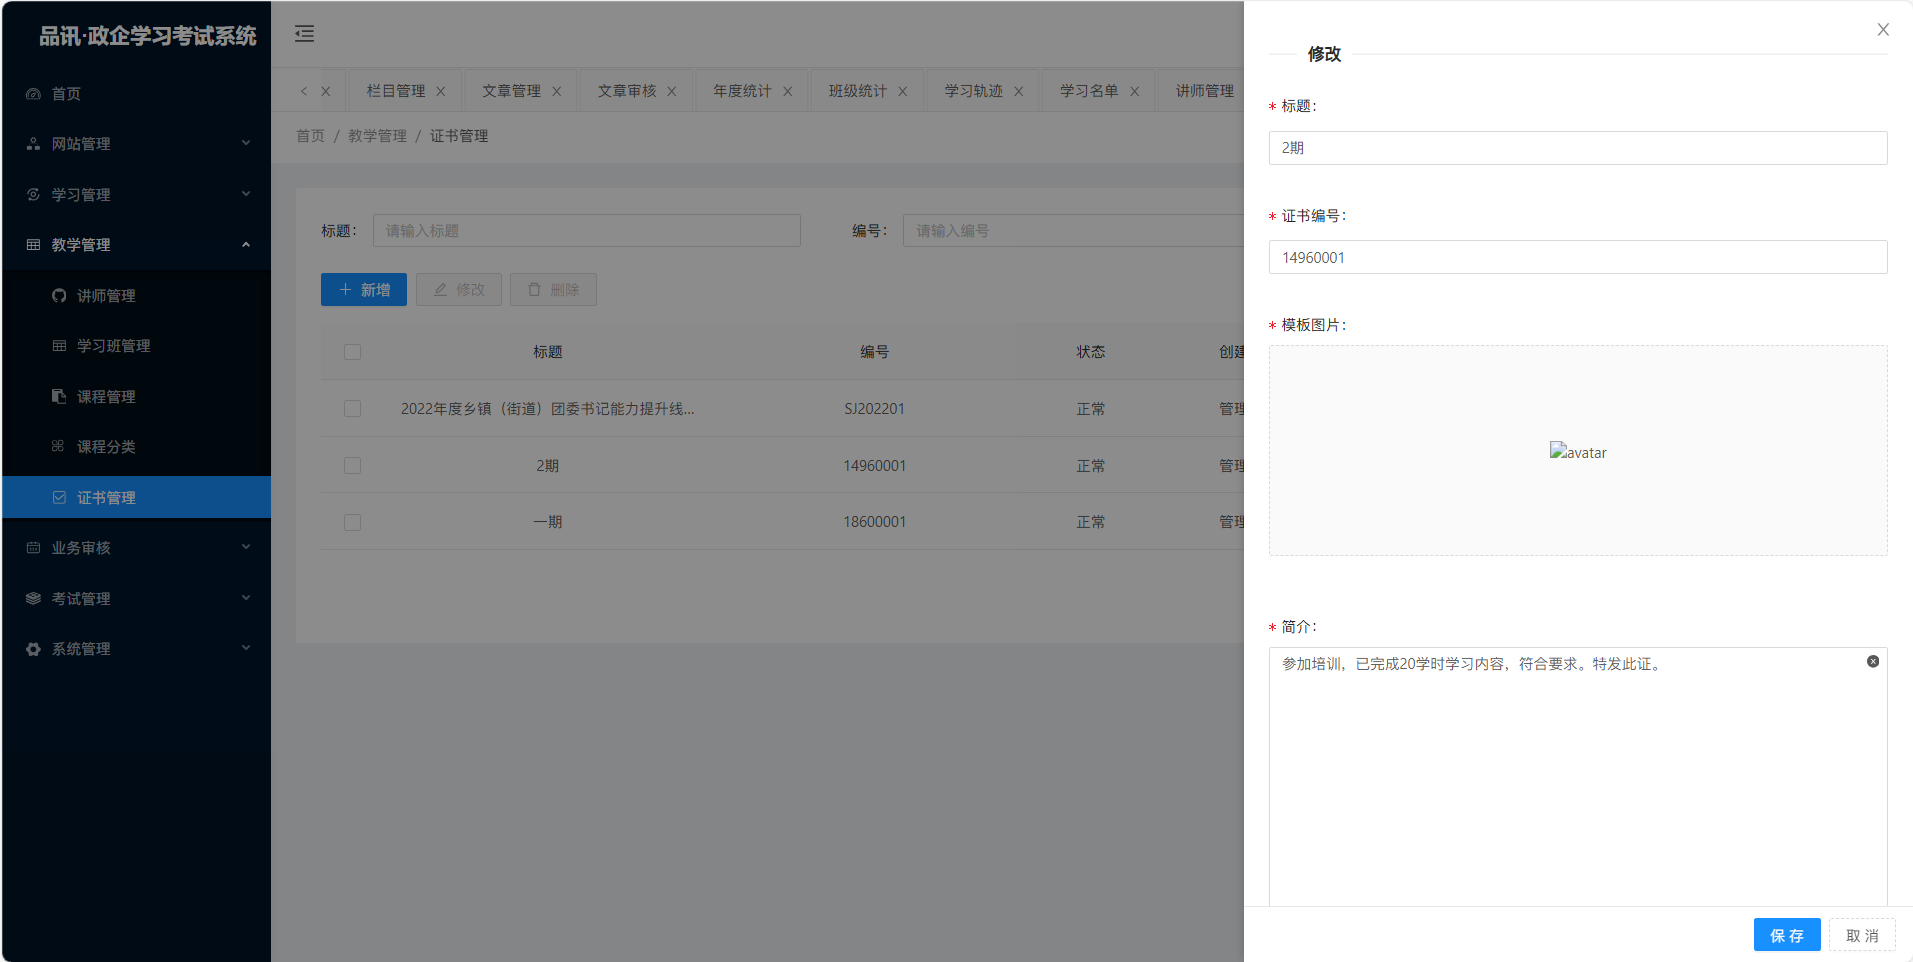 品讯·政企学习考试系统
首页
网站管理
学习管理
教学管理
讲师管理
学习班管理
课程管理
课程分类
证书管理
业务审核
考试管理
系统管理
栏目管理
文章管理
文章审核
年度统计
班级统计
学习轨迹
学习名单
讲师管理
首页 / 教学管理 / 证书管理
标题： 请输入标题 编号： 请输入编号
新增 修改 删除
标题 编号 状态 创建
2022年度乡镇（街道）团委书记能力提升线... SJ202201 正常 管理
2期 14960001 正常 管理
一期 18600001 正常 管理
修改
* 标题：
2期
* 证书编号：
14960001
* 模板图片：
avatar
* 简介：
参加培训，已完成20学时学习内容，符合要求。特发此证。
保 存 取 消